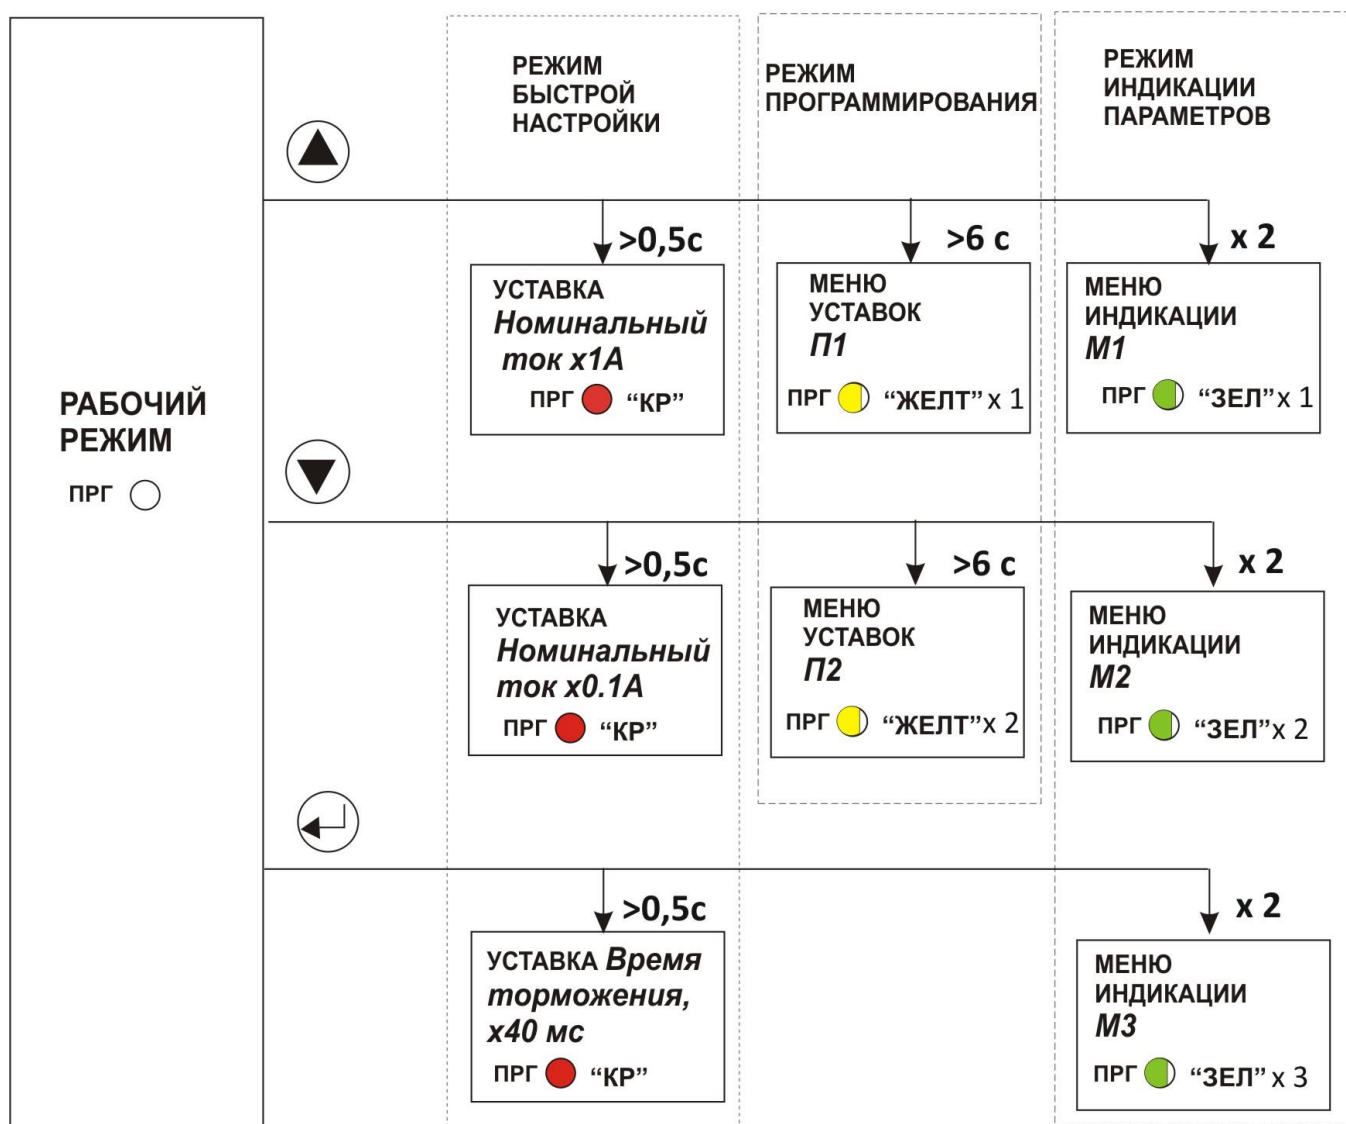 РЕЖИМ
БЫСТРОЙ
НАСТРОЙКИ
РЕЖИМ
ПРОГРАММИРОВАНИЯ
РЕЖИМ
ИНДИКАЦИИ
ПАРАМЕТРОВ
>0,5с
>6 с
x 2
УСТАВКА
Номинальный
ток х1А
ПРГ "КР"
МЕНЮ
УСТАВОК
П1
ПРГ "ЖЕЛТ" x 1
МЕНЮ
ИНДИКАЦИИ
М1
ПРГ "ЗЕЛ" x 1
РАБОЧИЙ
РЕЖИМ
ПРГ
>0,5с
>6 с
x 2
УСТАВКА
Номинальный
ток х0.1А
ПРГ "КР"
МЕНЮ
УСТАВОК
П2
ПРГ "ЖЕЛТ" x 2
МЕНЮ
ИНДИКАЦИИ
М2
ПРГ "ЗЕЛ" x 2
>0,5с
x 2
УСТАВКА Время
торможения,
х40 мс
ПРГ "КР"
МЕНЮ
ИНДИКАЦИИ
М3
ПРГ "ЗЕЛ" x 3